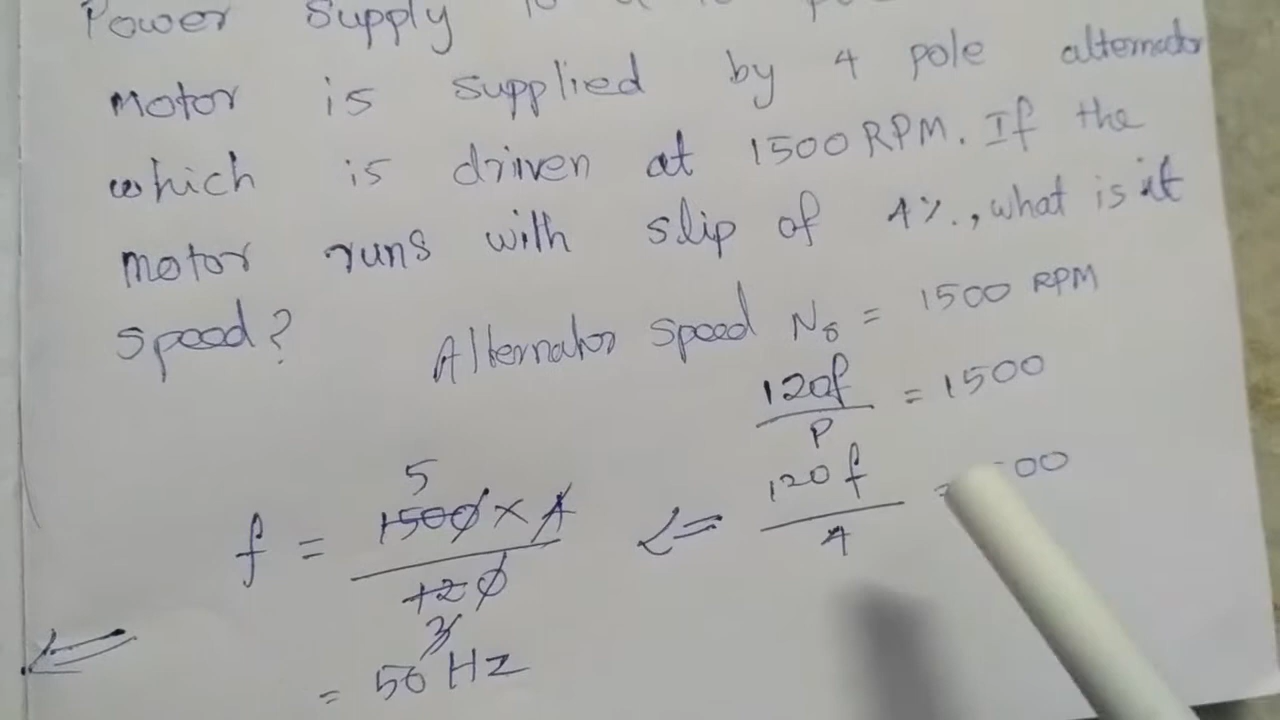 Power Supply to a
motor is supplied by 4 pole alternator
which is driven at 1500 RPM. If the
motor runs with slip of 4%., what is it
speed?
Alternator speed Ns = 1500 RPM
120f/P = 1500
120f/4 = 00
5
f = 1500 × 4 / 120 <=
3
= 50 Hz